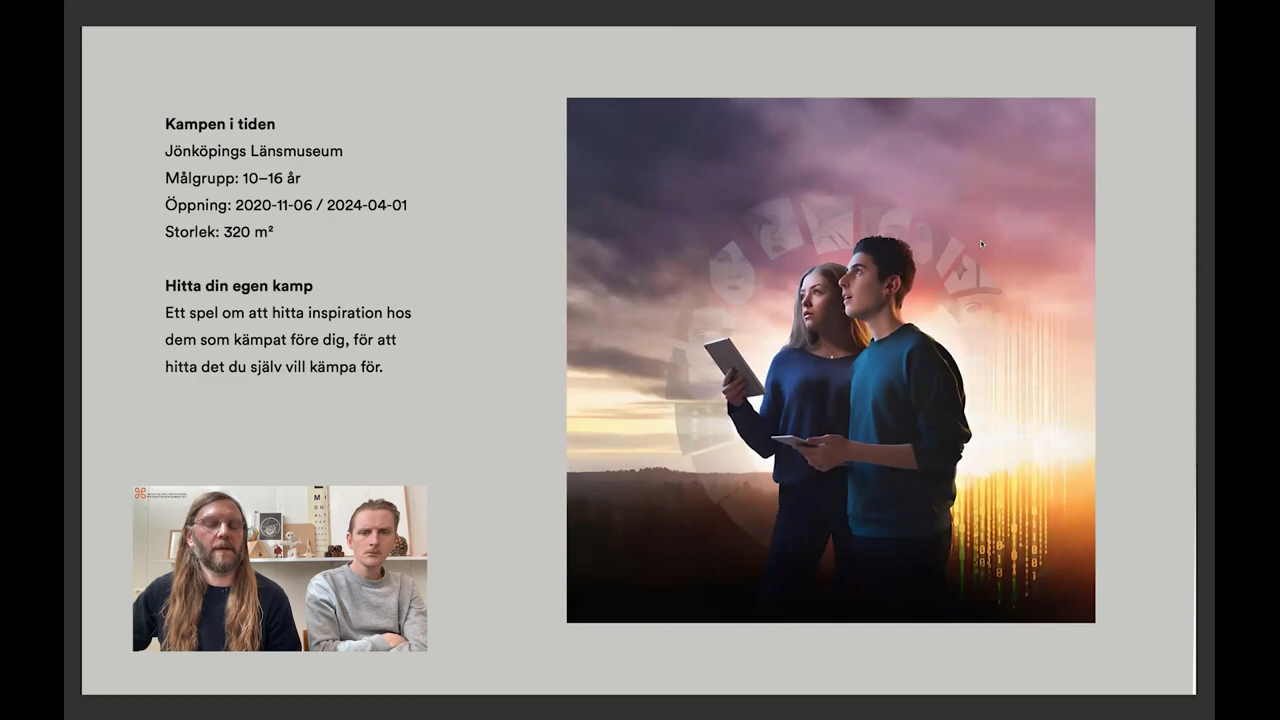 Kampen i tiden
Jönköpings Länsmuseum
Målgrupp: 10–16 år
Öppning: 2020-11-06 / 2024-04-01
Storlek: 320 m²
Hitta din egen kamp
Ett spel om att hitta inspiration hos
dem som kämpat före dig, för att
hitta det du själv vill kämpa för.